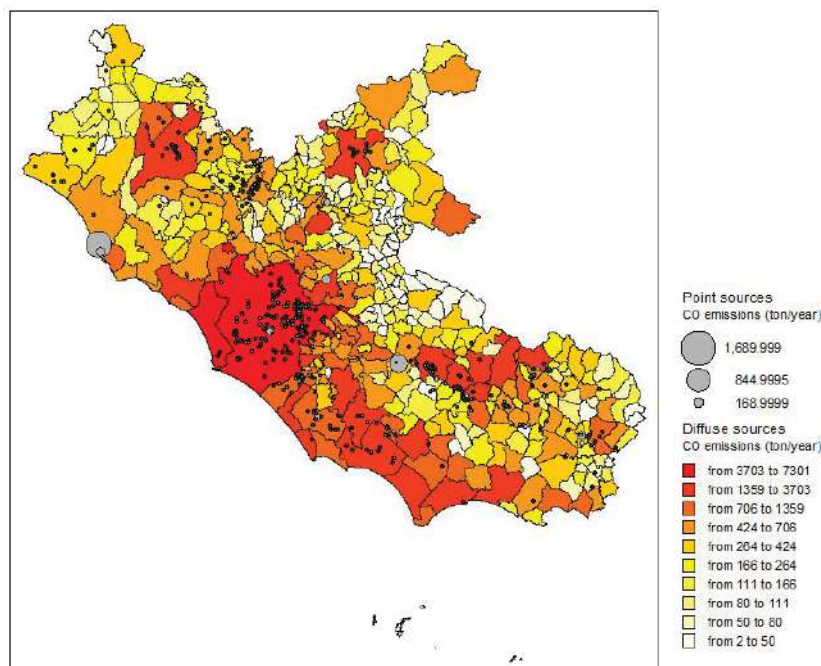 Point sources
CO emissions (ton/year)
1,689.999
844.9995
168.9999
Diffuse sources
CO emissions (ton/year)
from 3703 to 7301
from 1359 to 3703
from 706 to 1359
from 424 to 706
from 264 to 424
from 166 to 264
from 111 to 166
from 80 to 111
from 50 to 80
from 2 to 50